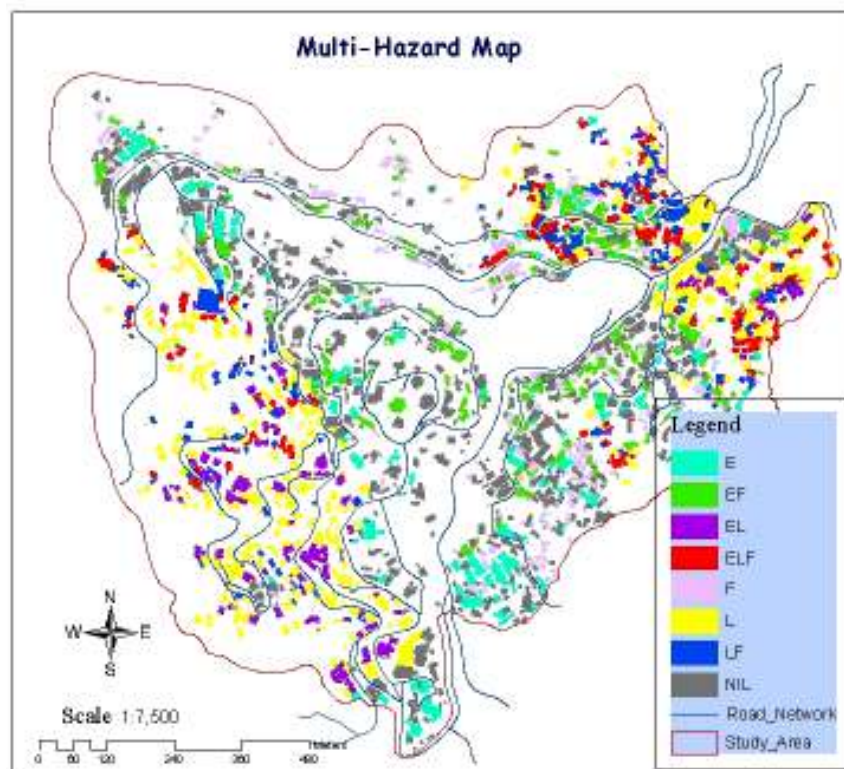 Multi-Hazard Map
Legend
E
EF
EL
ELF
F
L
LF
NIL
Road_Network
Study_Area
N
W E
S
Scale 1:7,500
0 60 120 240 360 480